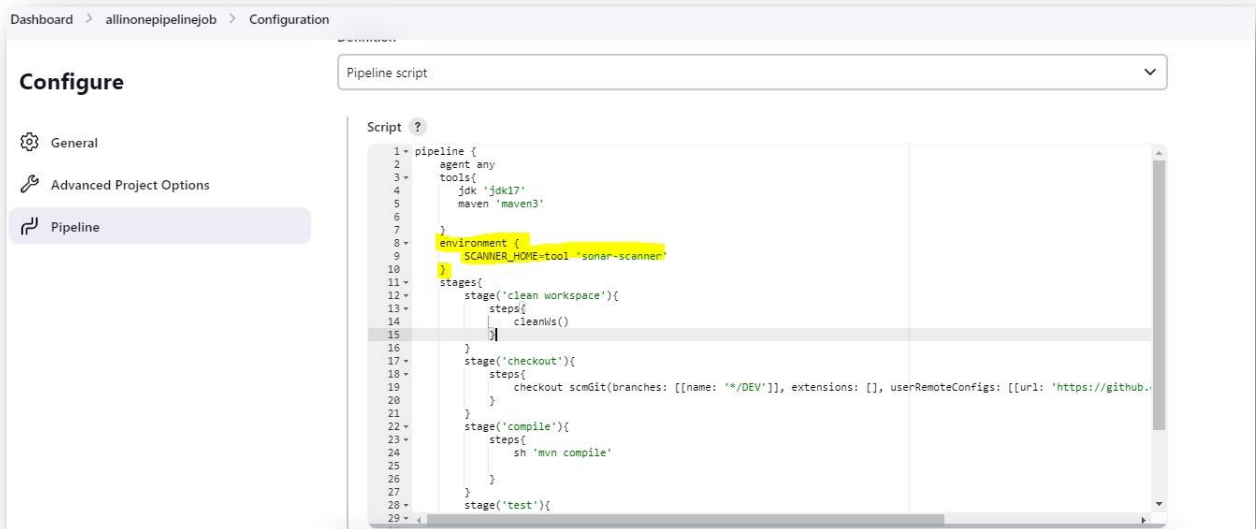 Dashboard > allinonepipelinejob > Configuration
Configure
General
Advanced Project Options
Pipeline
Definition
Pipeline script
Script ?
1 pipeline {
2 agent any
3 tools{
4 jdk 'jdk17'
5 maven 'maven3'
6
7 }
8 environment {
9 SCANNER_HOME=tool 'sonar-scanner'
10 }
11 stages{
12 stage('clean workspace'){
13 steps{
14 cleanWs()
15 }
16 }
17 stage('checkout'){
18 steps{
19 checkout scmGit(branches: [[name: '*/DEV']], extensions: [], userRemoteConfigs: [[url: 'https://github.
20 }
21 }
22 stage('compile'){
23 steps{
24 sh 'mvn compile'
25
26 }
27 }
28 stage('test'){
29